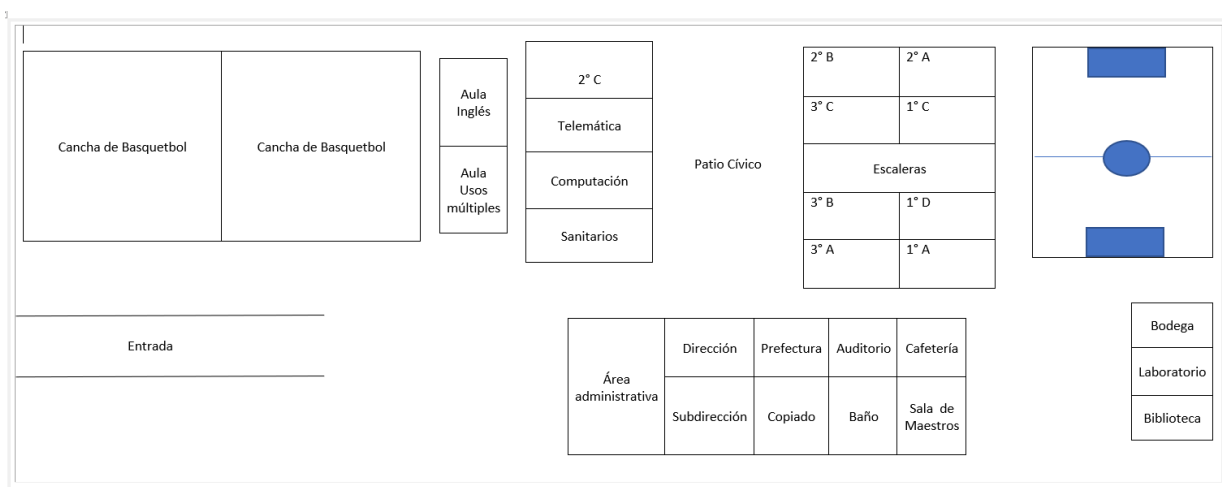 Cancha de Basquetbol
Cancha de Basquetbol
Aula
Inglés
Aula
Usos
múltiples
2° C
Telemática
Computación
Sanitarios
Patio Cívico
2° B
2° A
3° C
1° C
Escaleras
3° B
1° D
3° A
1° A
Entrada
Área
administrativa
Dirección
Prefectura
Auditorio
Cafetería
Subdirección
Copiado
Baño
Sala de
Maestros
Bodega
Laboratorio
Biblioteca